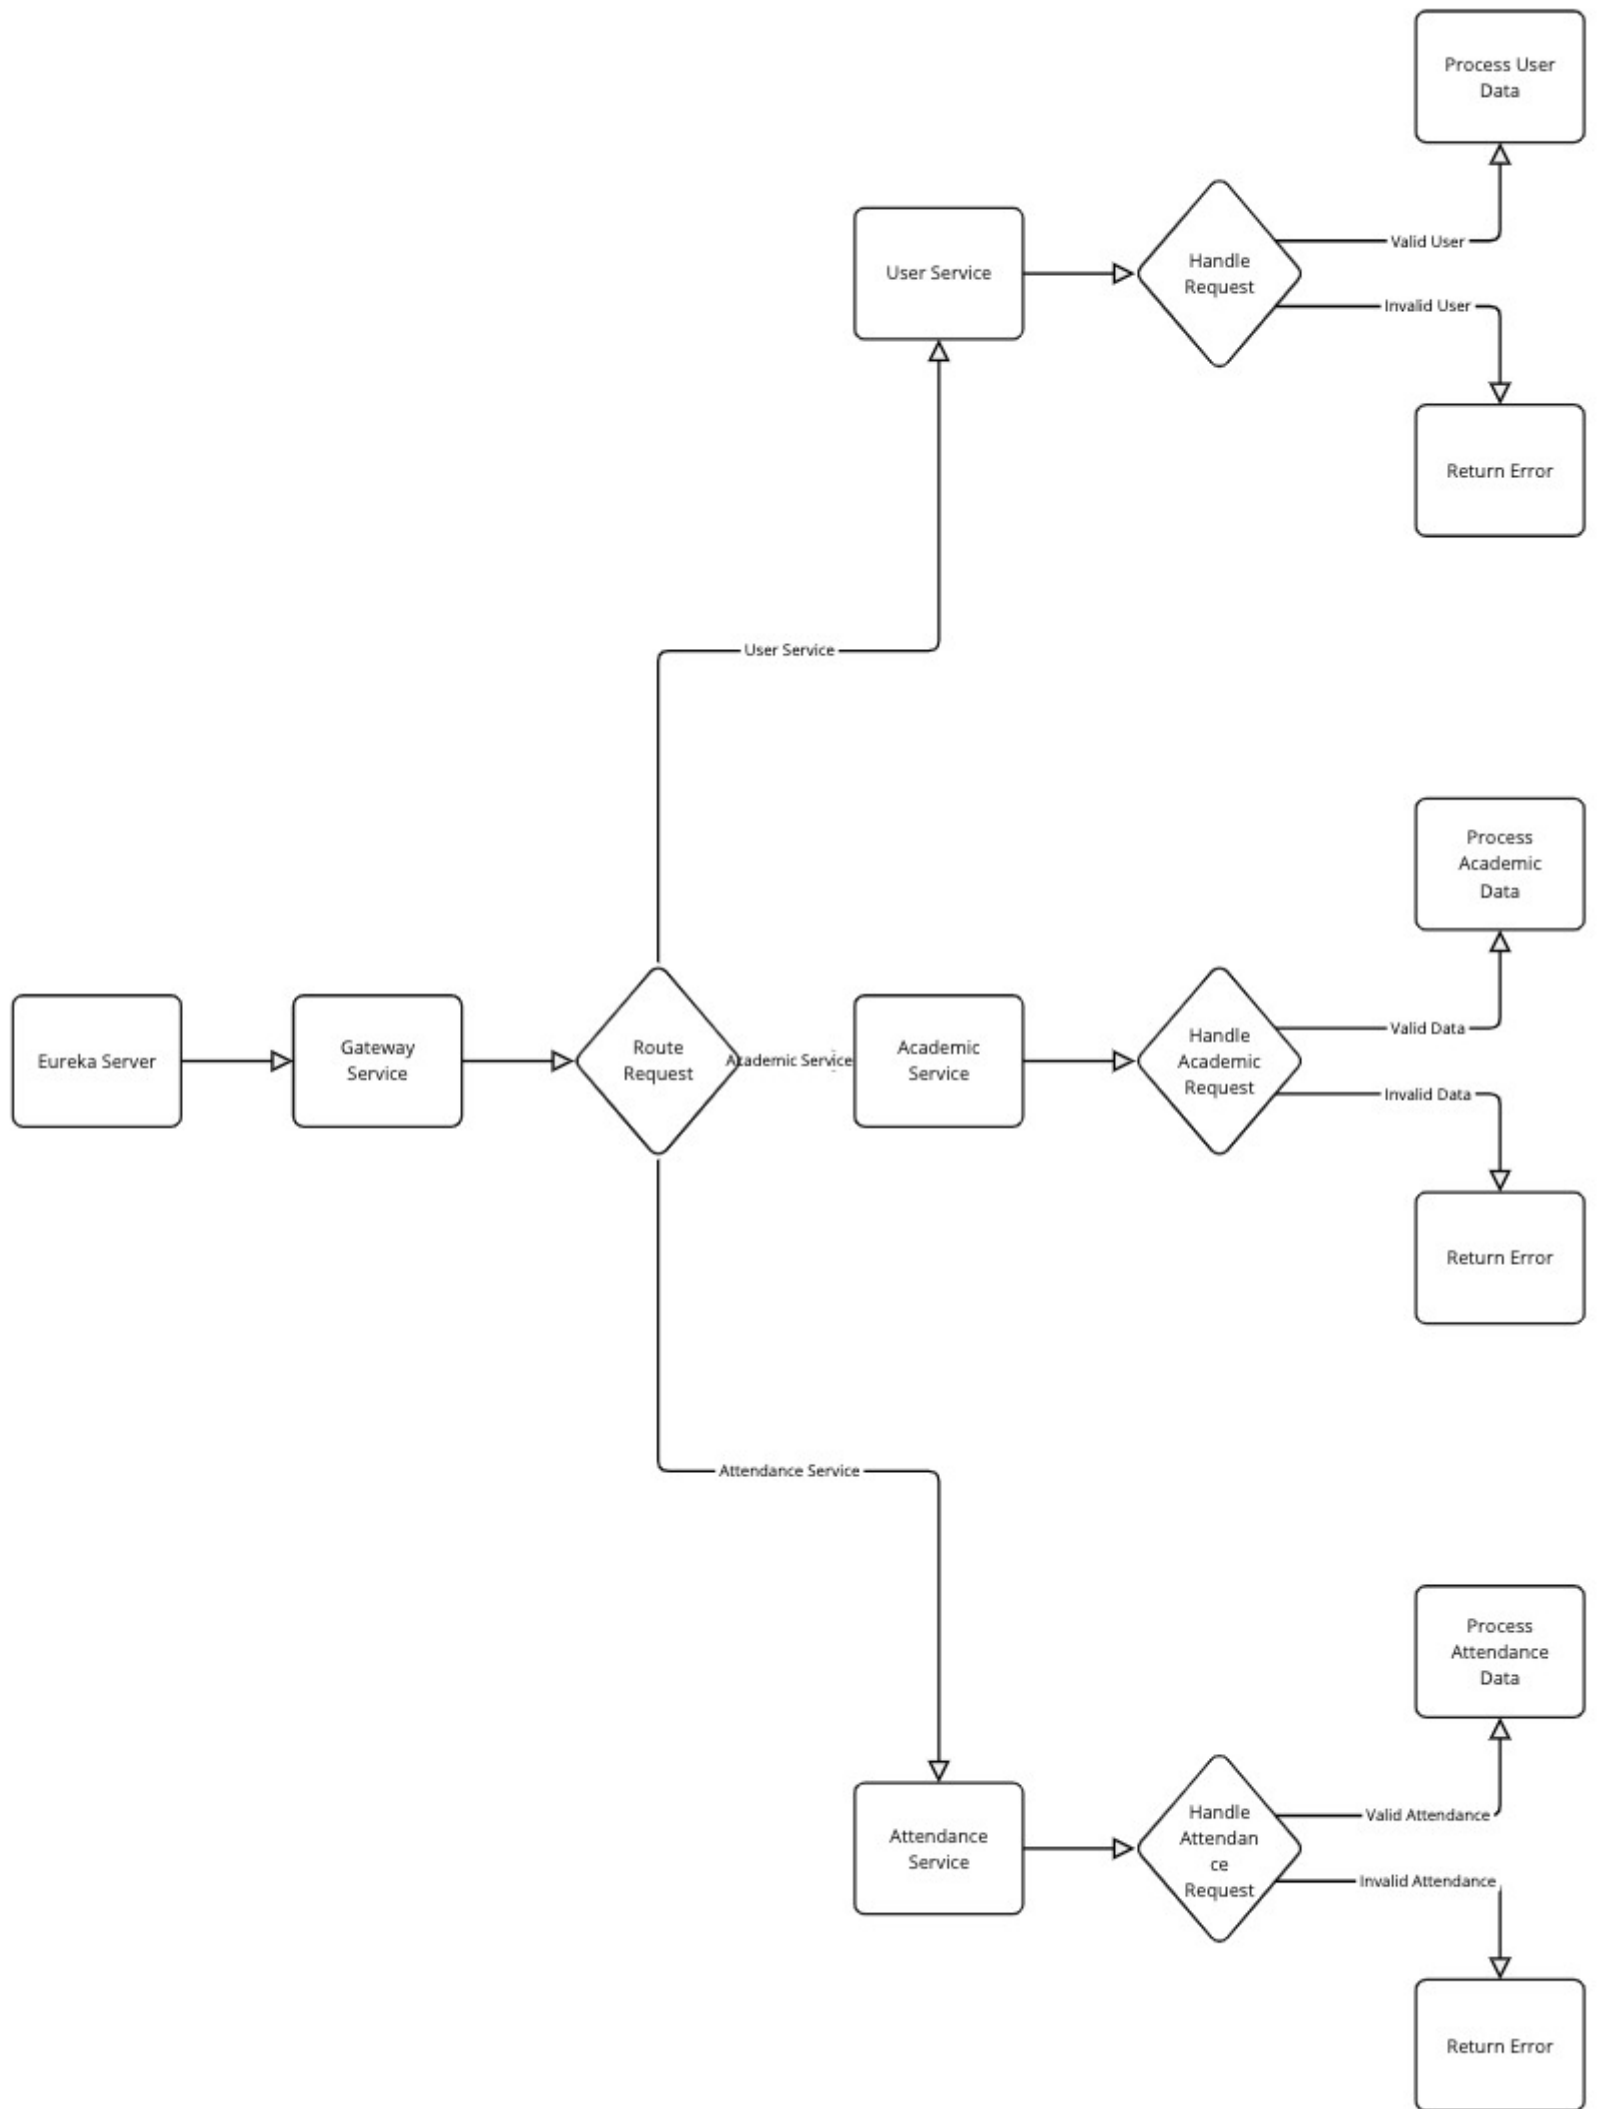 Process User
Data
User Service
Handle
Request
Valid User
Invalid User
Return Error
User Service
Process
Academic
Data
Eureka Server
Gateway
Service
Route
Request
Academic Service
Academic
Service
Handle
Academic
Request
Valid Data
Invalid Data
Return Error
Attendance Service
Process
Attendance
Data
Attendance
Service
Handle
Attendan
ce
Request
Valid Attendance
Invalid Attendance
Return Error